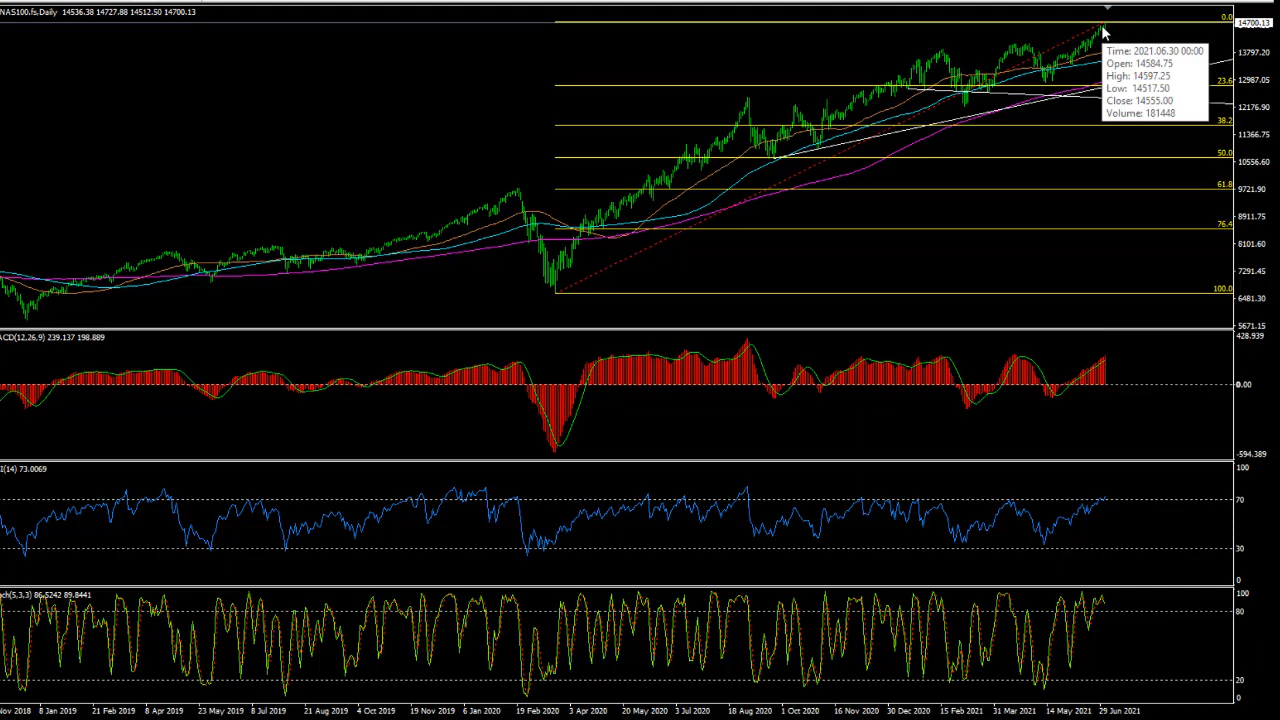 NAS100.fs,Daily 14536.38 14727.88 14512.50 14700.13
0.0
14700.13
Time: 2021.06.30 00:00
Open: 14584.75
High: 14597.25
Low: 14517.50
Close: 14555.00
Volume: 181448
13797.20
23.6
12987.05
12176.90
38.2
11366.75
50.0
10556.60
61.8
9721.90
8911.75
76.4
8101.60
7291.45
100.0
6481.30
5671.15
ACD(12,26,9) 239.137 198.889
428.939
0.00
-594.389
I(14) 73.0069
100
70
30
0
och(5,3,3) 86.5242 89.8441
100
80
20
0
Nov 2018 8 Jan 2019 21 Feb 2019 8 Apr 2019 23 May 2019 8 Jul 2019 21 Aug 2019 4 Oct 2019 19 Nov 2019 6 Jan 2020 19 Feb 2020 3 Apr 2020 20 May 2020 3 Jul 2020 18 Aug 2020 1 Oct 2020 16 Nov 2020 30 Dec 2020 15 Feb 2021 31 Mar 2021 14 May 2021 29 Jun 2021